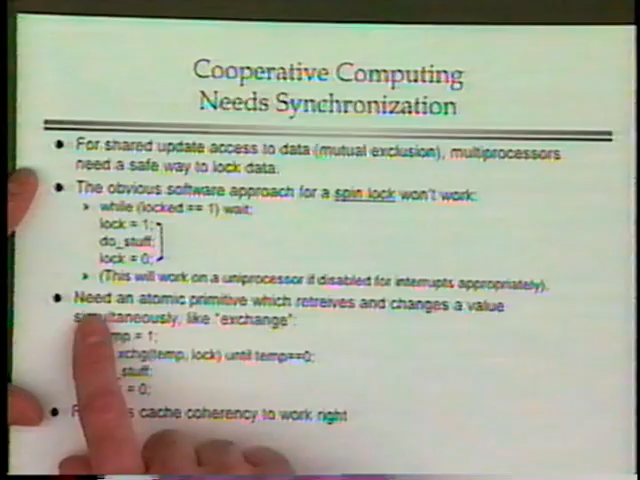 Cooperative Computing
Needs Synchronization
• For shared update access to data (mutual exclusion), multiprocessors
need a safe way to lock data.
• The obvious software approach for a spin lock won't work:
» while (locked == 1) wait;
lock = 1;
do_stuff;
lock = 0;
» (This will work on a uniprocessor if disabled for interrupts appropriately).
• Need an atomic primitive which retreives and changes a value
simultaneously, like "exchange":
mp = 1;
xchg(temp, lock) until temp==0;
_stuff;
= 0;
• cache coherency to work right